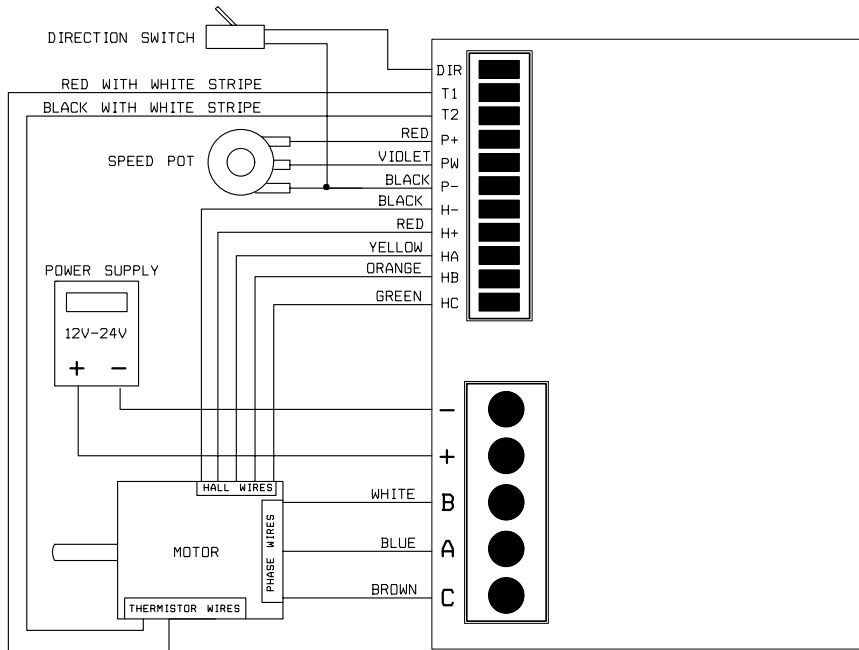 DIRECTION SWITCH
DIR
RED WITH WHITE STRIPE
T1
BLACK WITH WHITE STRIPE
T2
RED
P+
SPEED POT
VIOLET
PW
BLACK
P-
BLACK
H-
RED
H+
YELLOW
HA
ORANGE
HB
GREEN
HC
POWER SUPPLY
12V-24V
+ -
-
+
HALL WIRES
WHITE
B
PHASE WIRES
MOTOR
BLUE
A
BROWN
C
THERMISTOR WIRES